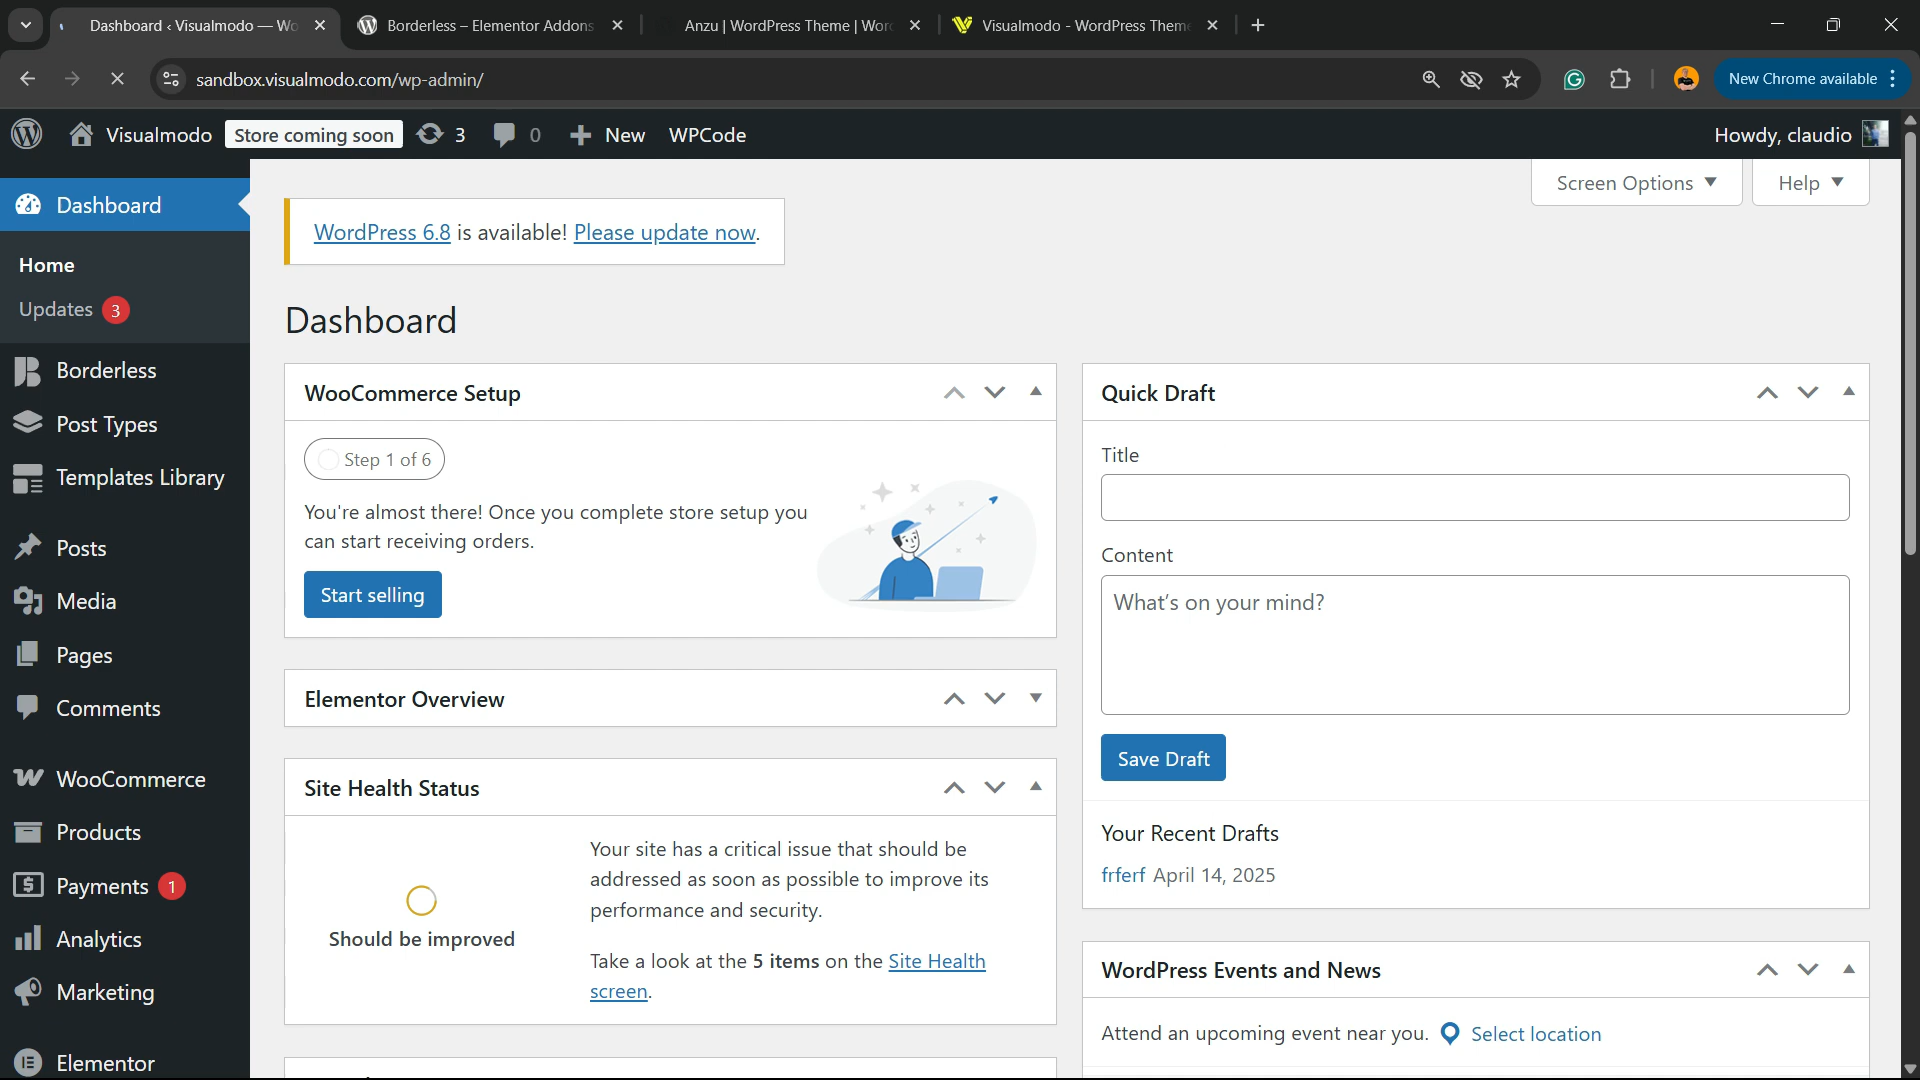 Dashboard ‹ Visualmodo — Wo
Borderless – Elementor Addons
Anzu | WordPress Theme | Wor
Visualmodo - WordPress Theme
sandbox.visualmodo.com/wp-admin/
New Chrome available
Visualmodo
Store coming soon
3
0
New
WPCode
Howdy, claudio
Dashboard
Home
Updates 3
Borderless
Post Types
Templates Library
Posts
Media
Pages
Comments
WooCommerce
Products
Payments 1
Analytics
Marketing
Elementor
Screen Options
Help
WordPress 6.8 is available! Please update now.
Dashboard
WooCommerce Setup
Step 1 of 6
You're almost there! Once you complete store setup you
can start receiving orders.
Start selling
Elementor Overview
Site Health Status
Should be improved
Your site has a critical issue that should be
addressed as soon as possible to improve its
performance and security.
Take a look at the 5 items on the Site Health
screen.
Quick Draft
Title
Content
What's on your mind?
Save Draft
Your Recent Drafts
frferf April 14, 2025
WordPress Events and News
Attend an upcoming event near you. Select location